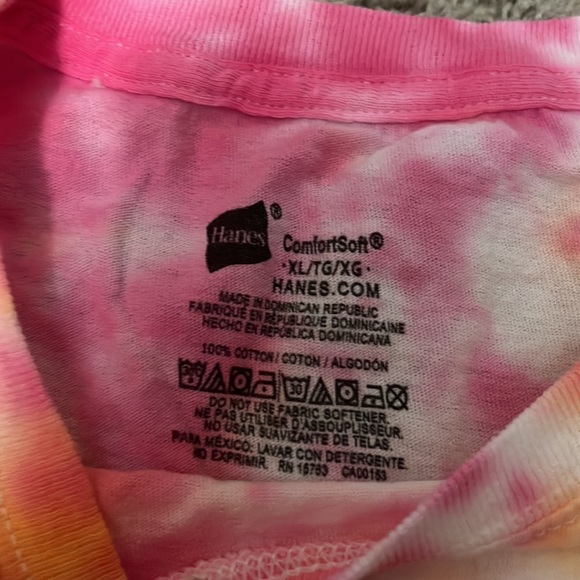 Hanes®
ComfortSoft®
·XL/TG/XG·
HANES.COM
MADE IN DOMINICAN REPUBLIC
FABRIQUÉ EN RÉPUBLIQUE DOMINICAINE
HECHO EN REPÚBLICA DOMINICANA
100% COTTON / COTON / ALGODÓN
DO NOT USE FABRIC SOFTENER.
NE PAS UTILISER D'ASSOUPLISSEUR.
NO USAR SUAVIZANTE DE TELAS.
PARA MÉXICO: LAVAR CON DETERGENTE.
NO EXPRIMIR. RN 15763 CA00153